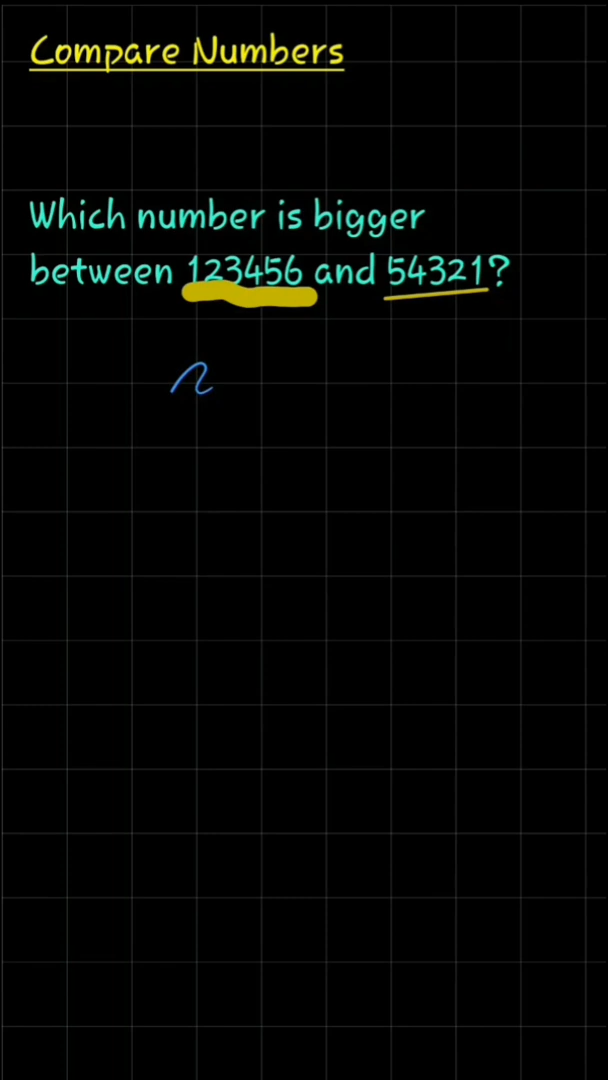 Compare Numbers
Which number is bigger
between 123456 and 54321?